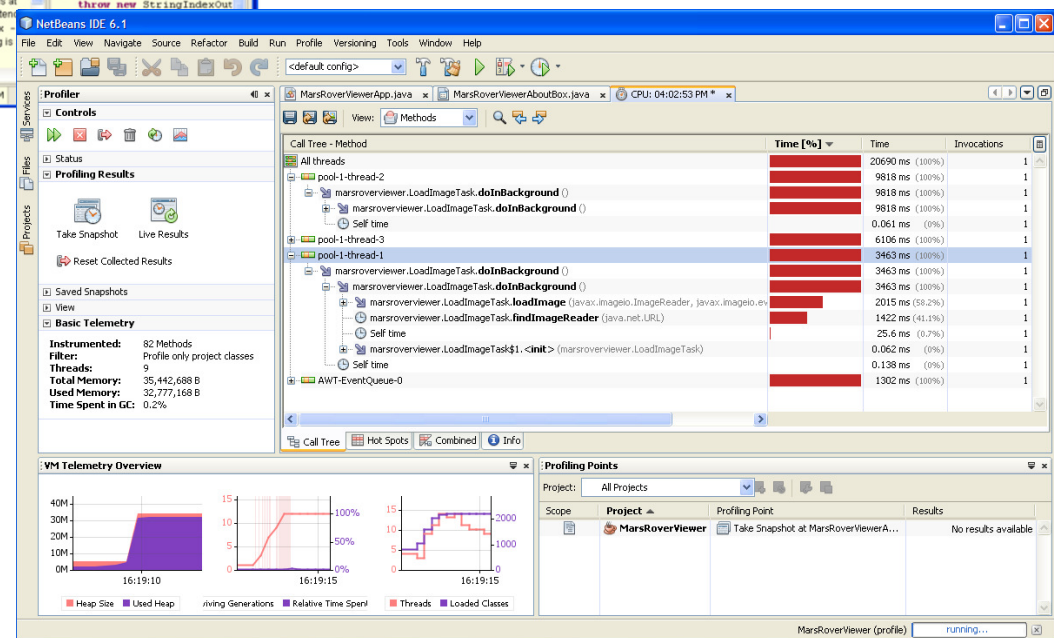 s at
throw new StringIndexOut
tend
x -
g is
M
NetBeans IDE 6.1
File Edit View Navigate Source Refactor Build Run Profile Versioning Tools Window Help
<default config>
Services
Files
Projects
Profiler
Controls
Status
Profiling Results
Take Snapshot Live Results
Reset Collected Results
Saved Snapshots
View
Basic Telemetry
Instrumented: 82 Methods
Filter: Profile only project classes
Threads: 9
Total Memory: 35,442,688 B
Used Memory: 32,777,168 B
Time Spent in GC: 0.2%
MarsRoverViewerApp.java x MarsRoverViewerAboutBox.java x CPU: 04:02:53 PM * x
View: Methods
Call Tree - Method Time [%] Time Invocations
All threads 20690 ms (100%) 1
pool-1-thread-2 9818 ms (100%) 1
marsroverviewer.LoadImageTask.doInBackground () 9818 ms (100%) 1
marsroverviewer.LoadImageTask.doInBackground () 9818 ms (100%) 1
Self time 0.061 ms (0%) 1
pool-1-thread-3 6106 ms (100%) 1
pool-1-thread-1 3463 ms (100%) 1
marsroverviewer.LoadImageTask.doInBackground () 3463 ms (100%) 1
marsroverviewer.LoadImageTask.doInBackground () 3463 ms (100%) 1
marsroverviewer.LoadImageTask.loadImage (javax.imageio.ImageReader, javax.imageio.ev 2015 ms (58.2%) 1
marsroverviewer.LoadImageTask.findImageReader (java.net.URL) 1422 ms (41.1%) 1
Self time 25.6 ms (0.7%) 1
marsroverviewer.LoadImageTask$1.<init> (marsroverviewer.LoadImageTask) 0.062 ms (0%) 1
Self time 0.138 ms (0%) 1
AWT-EventQueue-0 1302 ms (100%) 1
Call Tree Hot Spots Combined Info
VM Telemetry Overview
40M
30M
20M
10M
0M
16:19:10
Heap Size Used Heap
15
10
5
0
100%
50%
0%
16:19:15
iving Generations Relative Time Spent
15
10
5
0
2000
1000
0
16:19:15
Threads Loaded Classes
Profiling Points
Project: All Projects
Scope Project Profiling Point Results
MarsRoverViewer Take Snapshot at MarsRoverViewerA... No results available
MarsRoverViewer (profile) running...